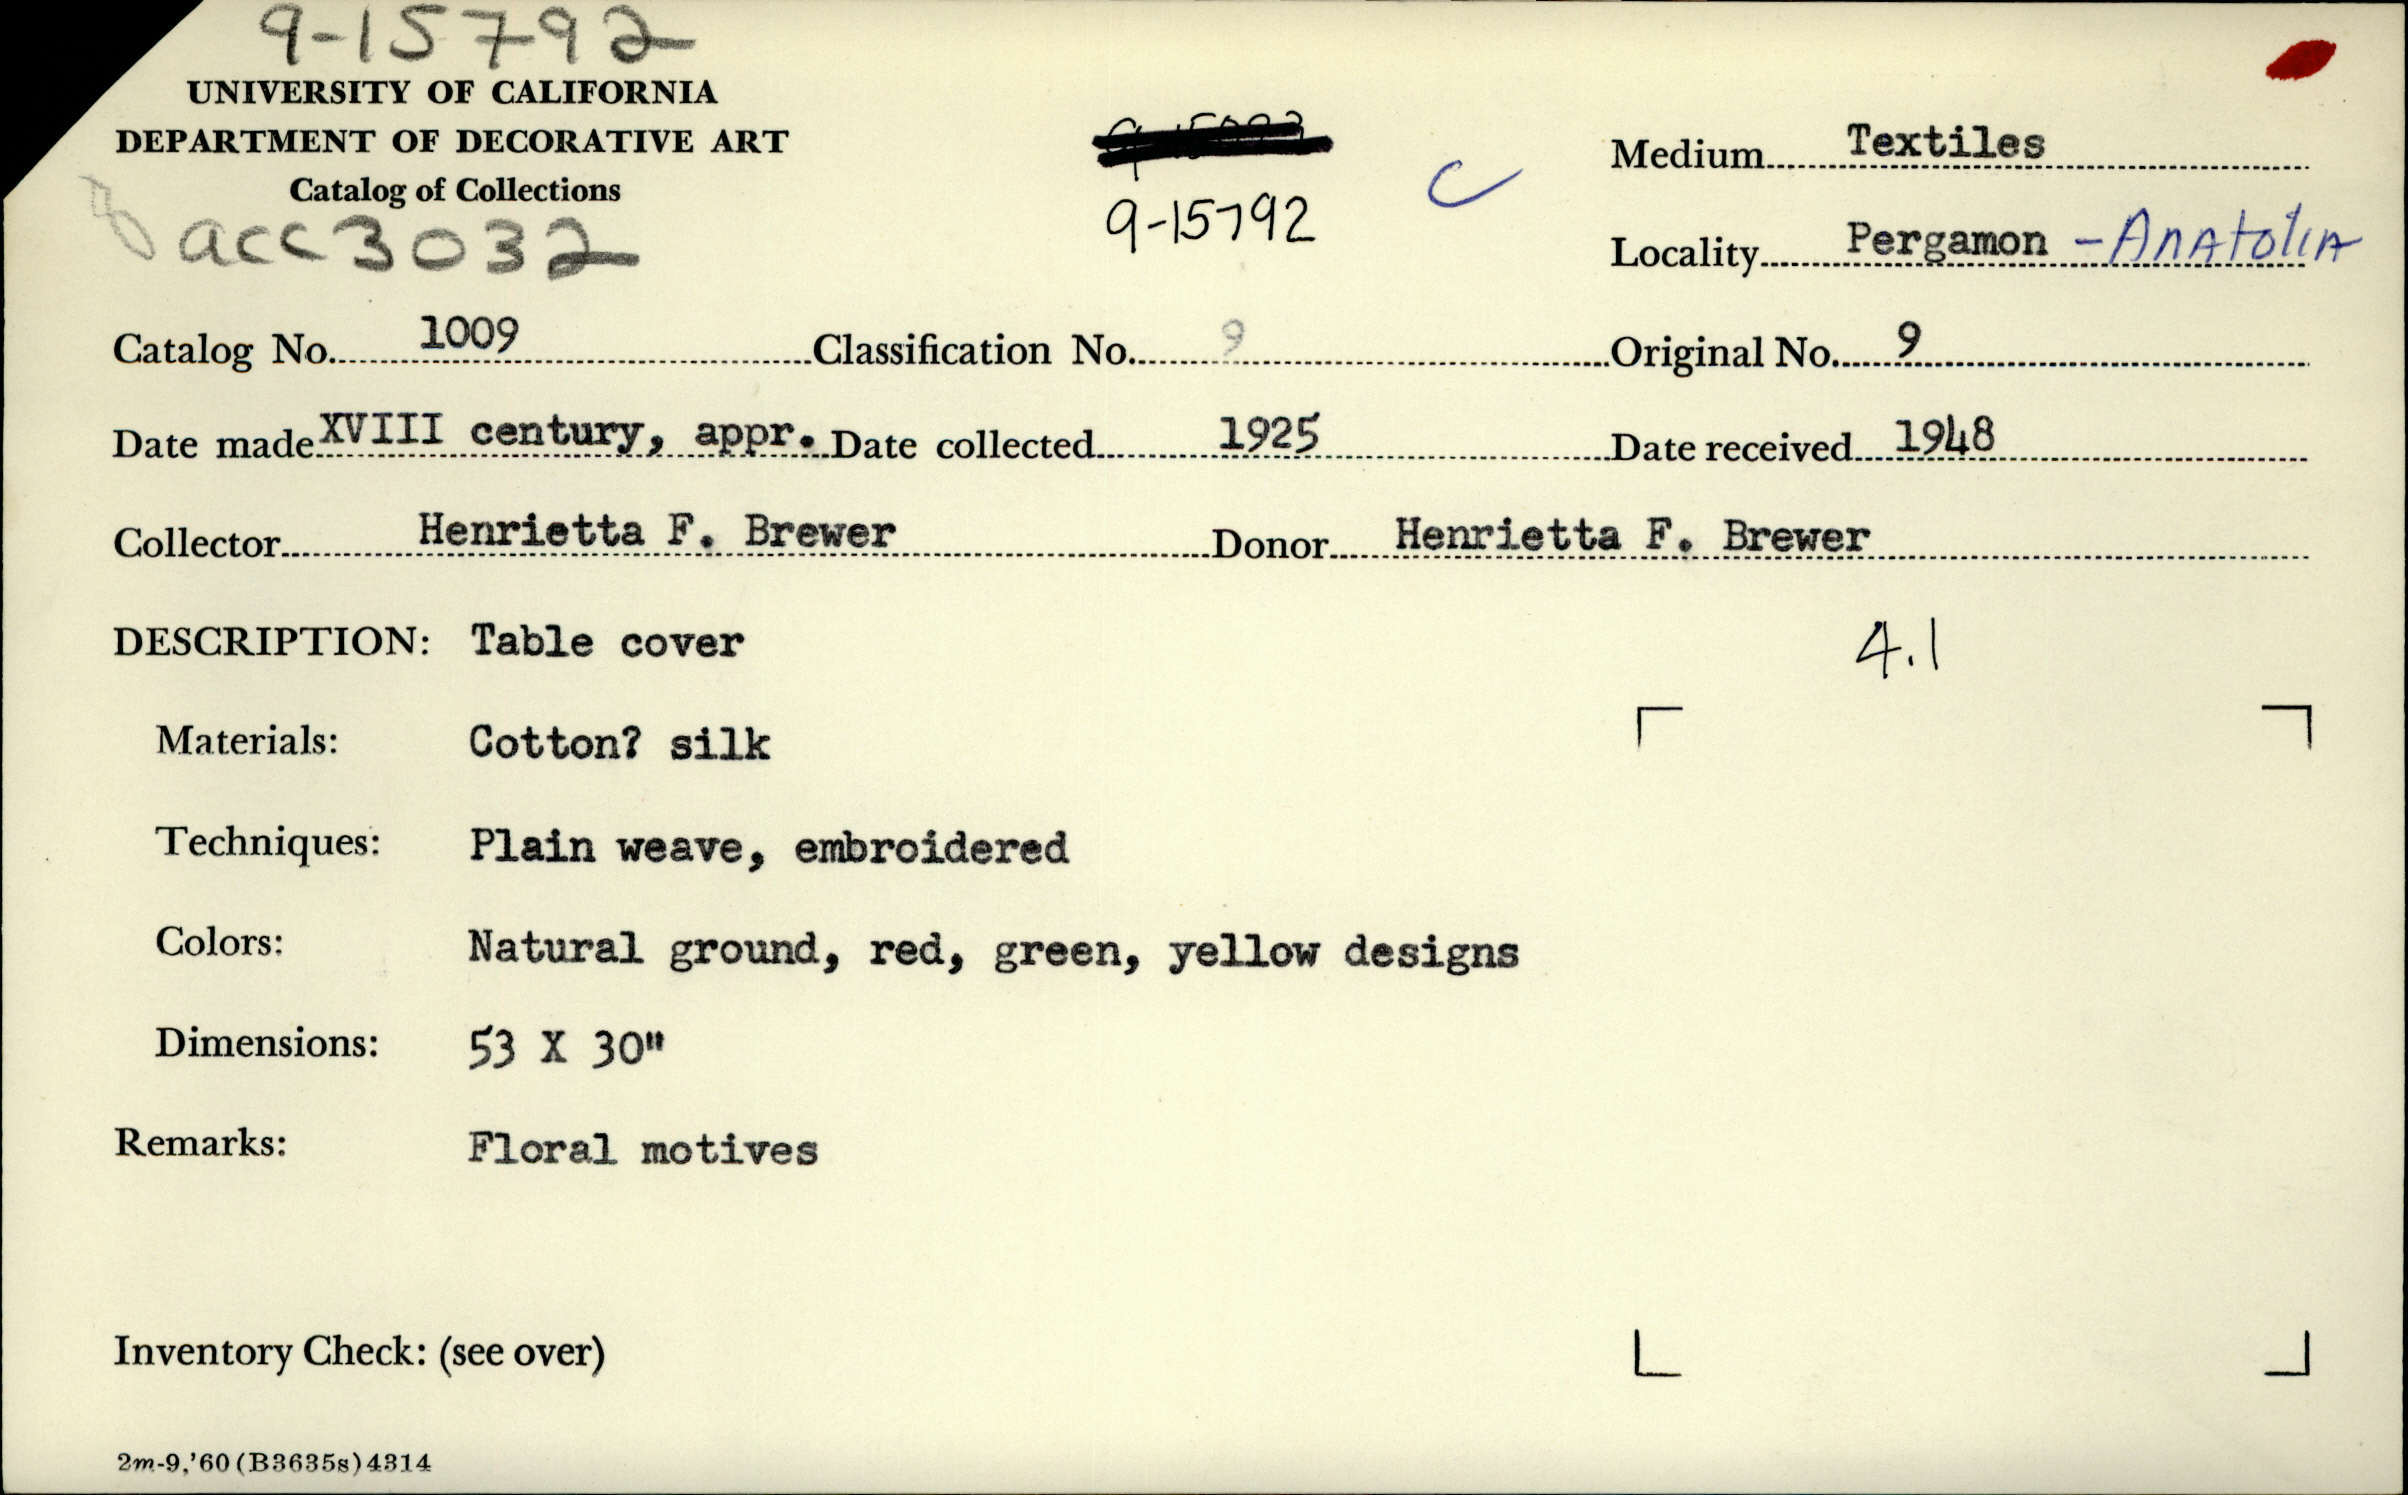 9-15792
UNIVERSITY OF CALIFORNIA
DEPARTMENT OF DECORATIVE ART
Catalog of Collections
acc 3032
9-15792
C
Medium Textiles
Locality Pergamon - Anatolia
Catalog No. 1009 Classification No. 9 Original No. 9
Date made XVIII century, appr. Date collected 1925 Date received 1948
Collector Henrietta F. Brewer Donor Henrietta F. Brewer
DESCRIPTION: Table cover
4.1
Materials: Cotton? silk
Techniques: Plain weave, embroidered
Colors: Natural ground, red, green, yellow designs
Dimensions: 53 X 30"
Remarks: Floral motives
Inventory Check: (see over)
2m-9,'60(B3635s)4314